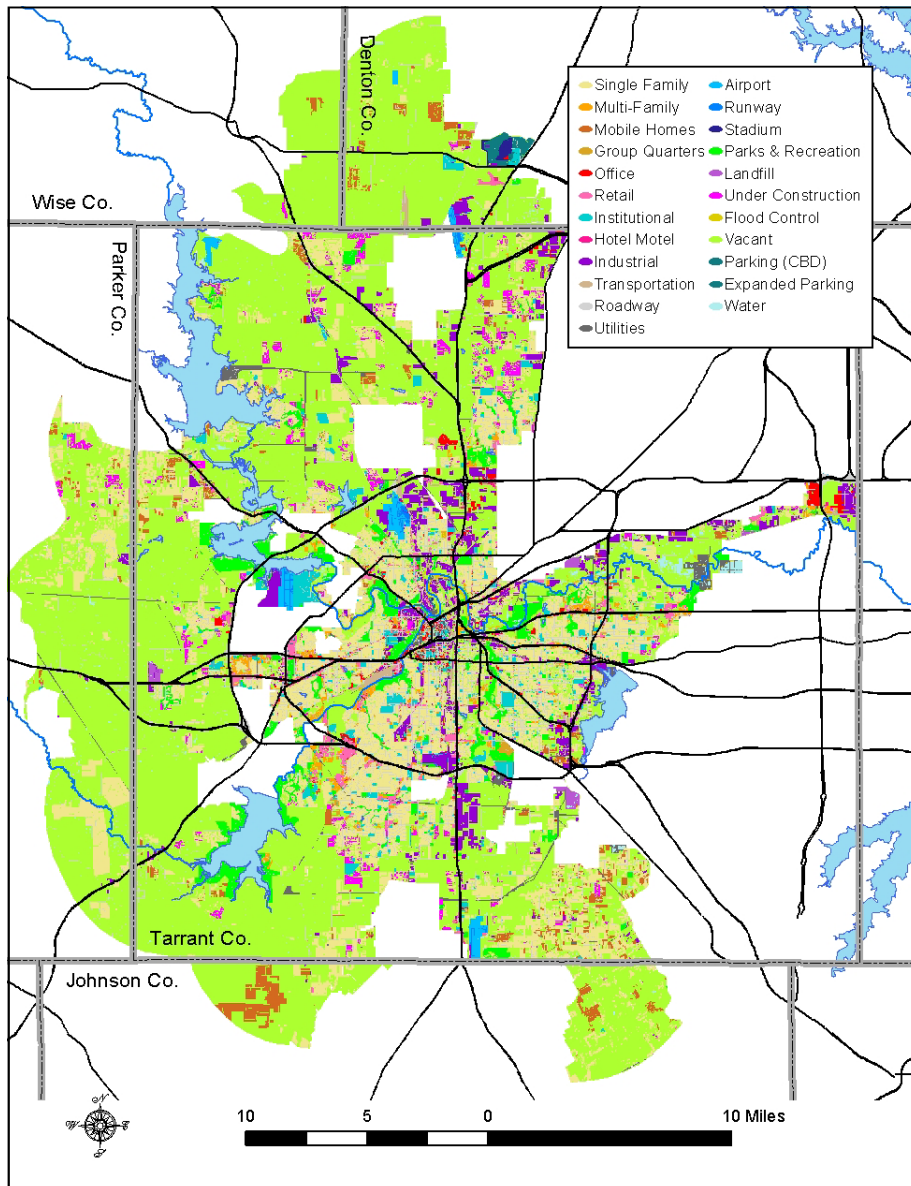 Denton Co.
Single Family
Multi-Family
Mobile Homes
Group Quarters
Office
Retail
Institutional
Hotel Motel
Industrial
Transportation
Roadway
Utilities
Airport
Runway
Stadium
Parks & Recreation
Landfill
Under Construction
Flood Control
Vacant
Parking (CBD)
Expanded Parking
Water
Wise Co.
Parker Co.
Tarrant Co.
Johnson Co.
N
W E
S
10 5 0 10 Miles